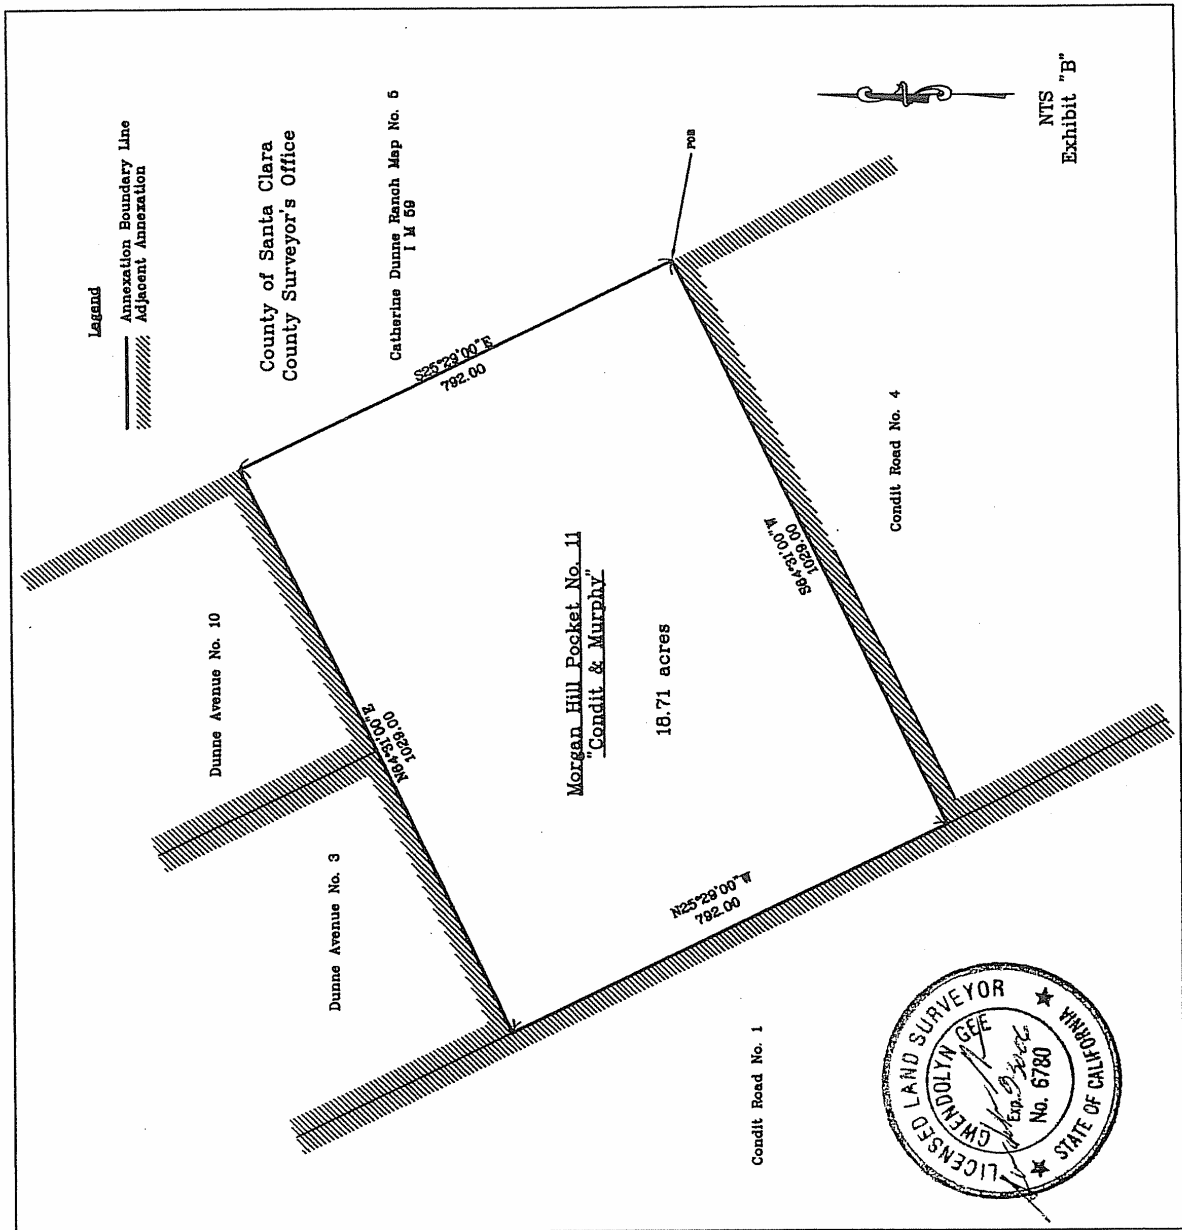 Legend
Annexation Boundary Line
Adjacent Annexation
County of Santa Clara
County Surveyor's Office
Catherine Dunne Ranch Map No. 5
I M 59
POB
S25°29'00"E
792.00
Dunne Avenue No. 10
N64°31'00"E
1029.00
Dunne Avenue No. 3
Morgan Hill Pocket No. 11
"Condit & Murphy"
18.71 acres
S64°31'00"W
1029.00
Condit Road No. 4
N25°29'00"W
792.00
Condit Road No. 1
NTS
Exhibit "B"
LICENSED LAND SURVEYOR
GWENDOLYN GEE
Exp.
No. 6780
STATE OF CALIFORNIA